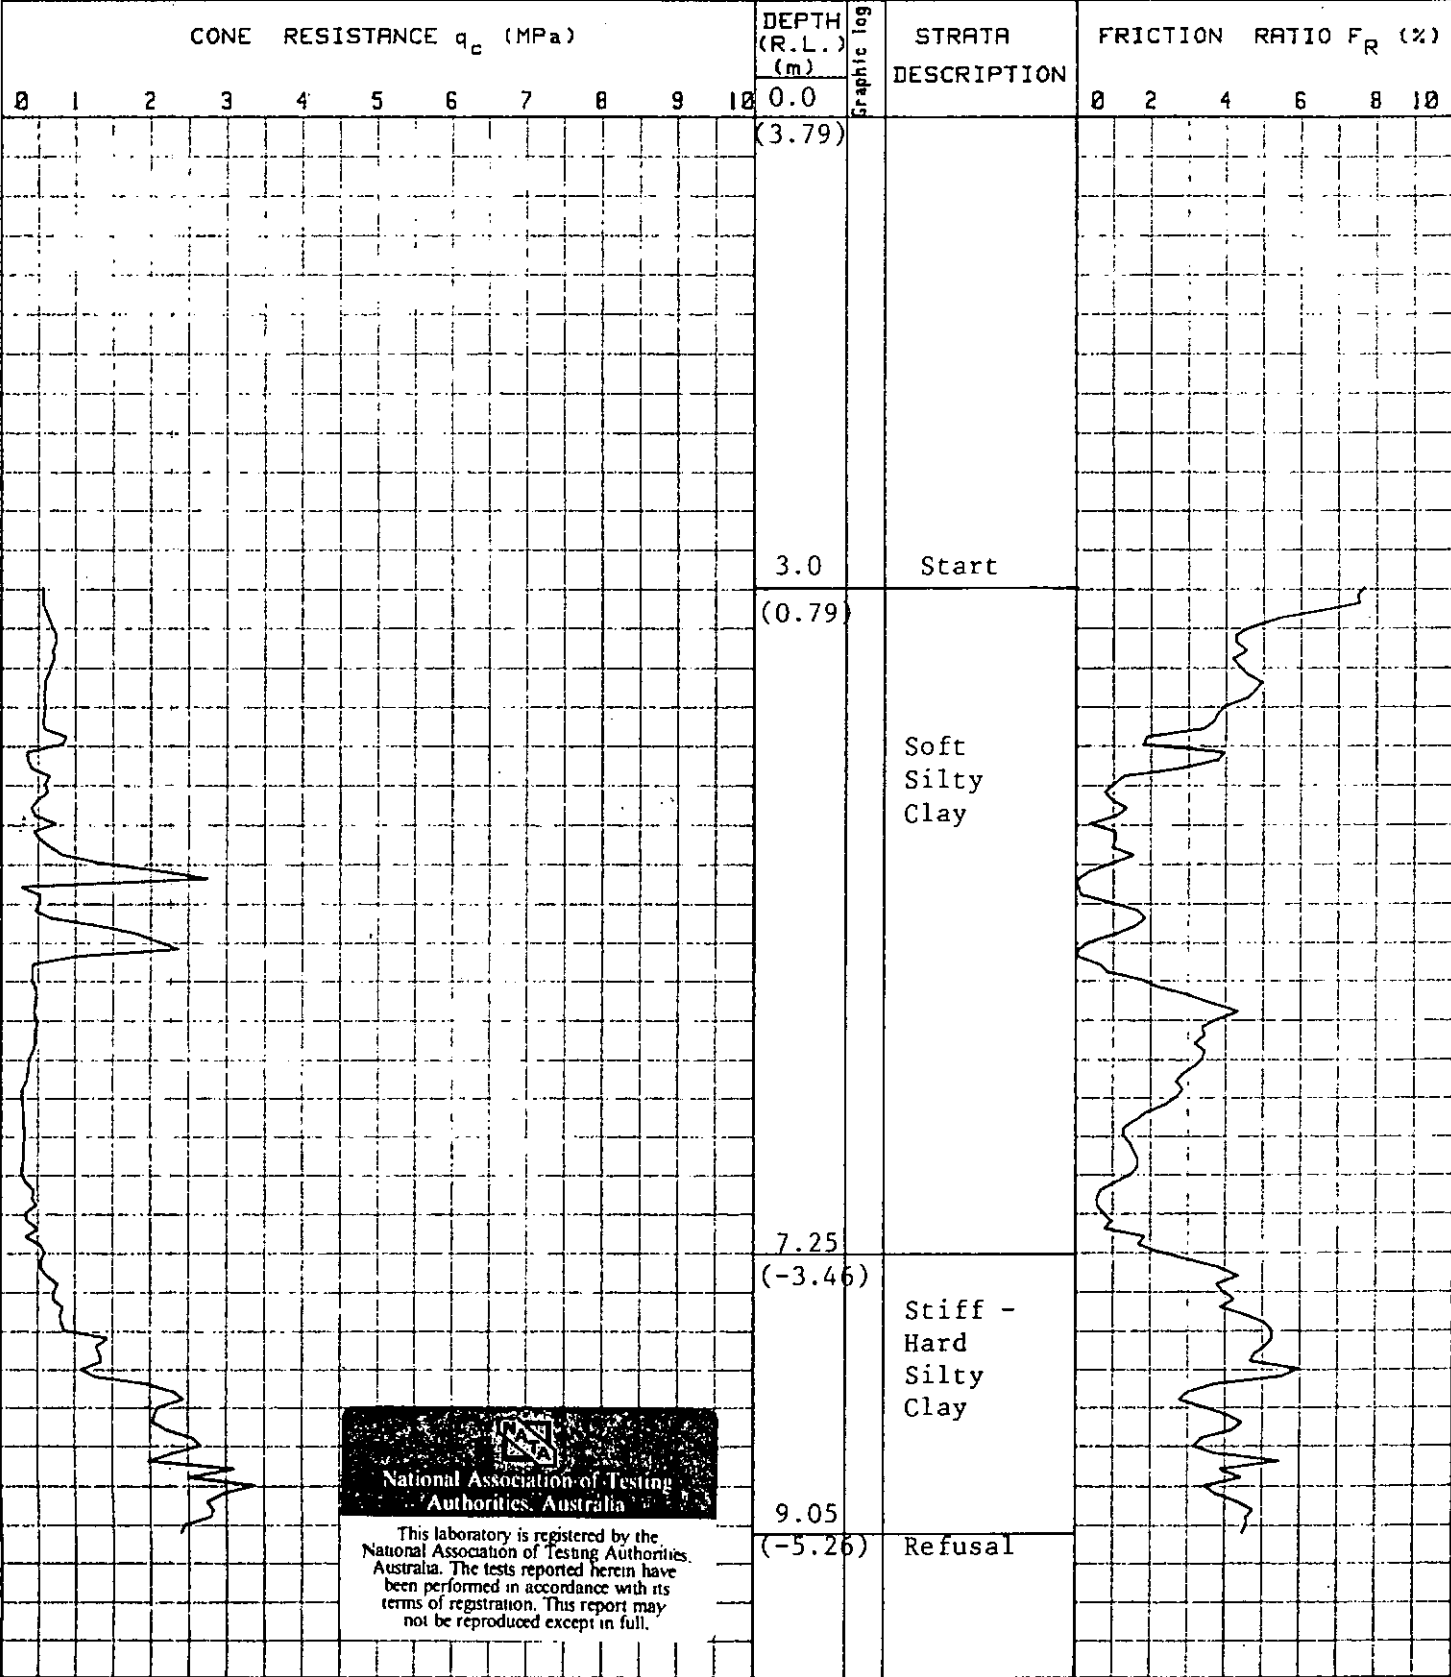 CONE RESISTANCE qc (MPa)
0 1 2 3 4 5 6 7 8 9 10
DEPTH
(R.L.)
(m)
0.0
(3.79)
Graphic log
STRATA
DESCRIPTION
FRICTION RATIO FR (%)
0 2 4 6 8 10
3.0
Start
(0.79)
Soft
Silty
Clay
7.25
(-3.46)
Stiff -
Hard
Silty
Clay
9.05
(-5.26)
Refusal
NATA
National Association of Testing
Authorities, Australia
This laboratory is registered by the
National Association of Testing Authorities,
Australia. The tests reported herein have
been performed in accordance with its
terms of registration. This report may
not be reproduced except in full.